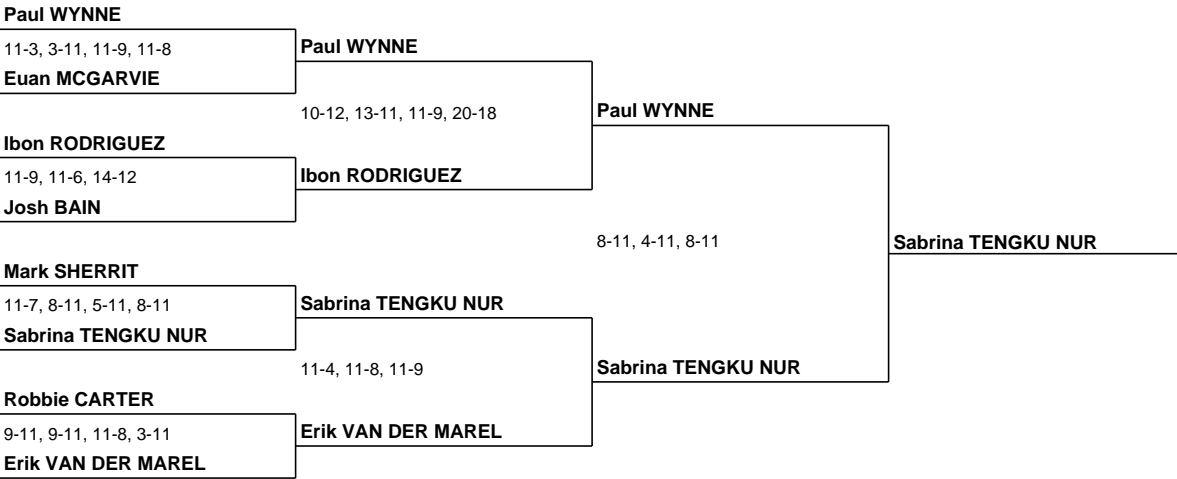 Paul WYNNE
11-3, 3-11, 11-9, 11-8
Euan MCGARVIE
Ibon RODRIGUEZ
11-9, 11-6, 14-12
Josh BAIN
Mark SHERRIT
11-7, 8-11, 5-11, 8-11
Sabrina TENGKU NUR
Robbie CARTER
9-11, 9-11, 11-8, 3-11
Erik VAN DER MAREL
Paul WYNNE
10-12, 13-11, 11-9, 20-18
Ibon RODRIGUEZ
Sabrina TENGKU NUR
11-4, 11-8, 11-9
Erik VAN DER MAREL
Paul WYNNE
8-11, 4-11, 8-11
Sabrina TENGKU NUR
Sabrina TENGKU NUR